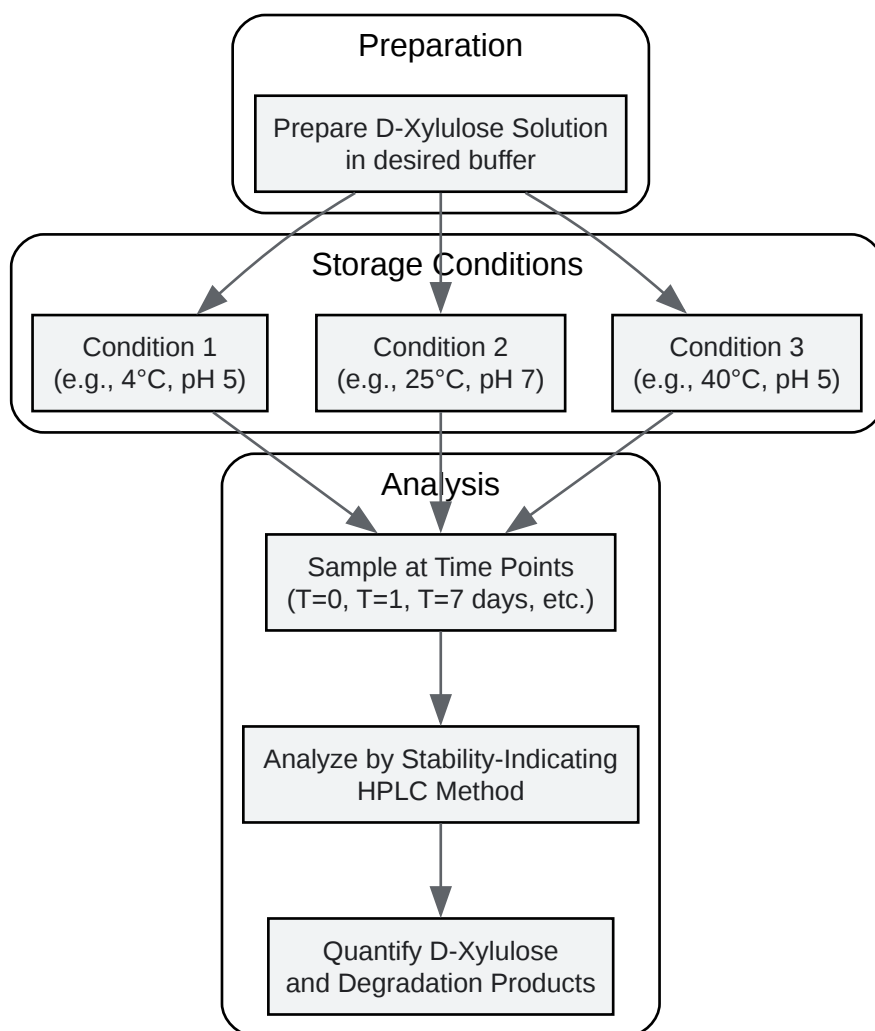 Preparation
Prepare D-Xylulose Solution
in desired buffer
Storage Conditions
Condition 1
(e.g., 4°C, pH 5)
Condition 2
(e.g., 25°C, pH 7)
Condition 3
(e.g., 40°C, pH 5)
Analysis
Sample at Time Points
(T=0, T=1, T=7 days, etc.)
Analyze by Stability-Indicating
HPLC Method
Quantify D-Xylulose
and Degradation Products